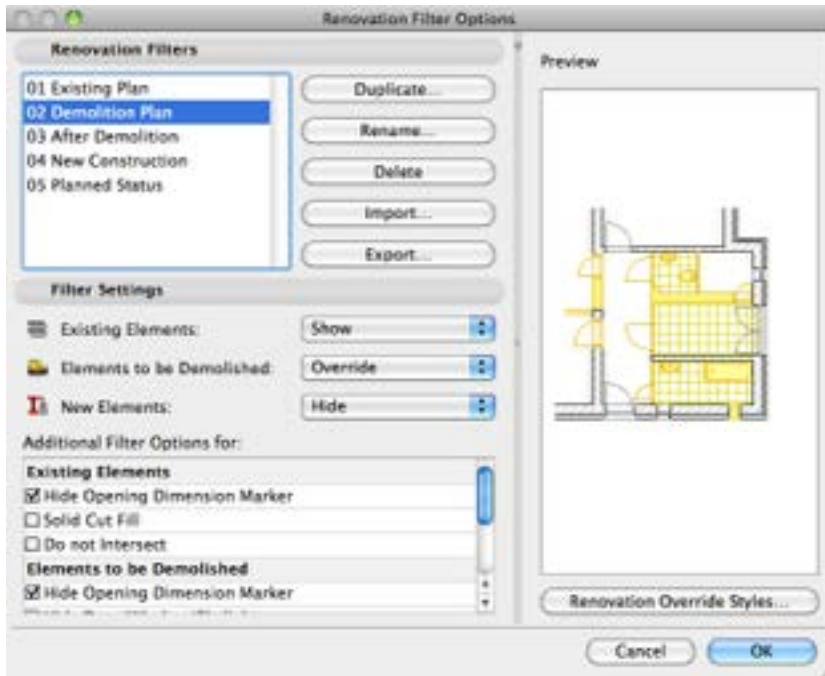 Renovation Filter Options
Renovation Filters
01 Existing Plan
02 Demolition Plan
03 After Demolition
04 New Construction
05 Planned Status
Duplicate...
Rename...
Delete
Import...
Export...
Filter Settings
Existing Elements: Show
Elements to be Demolished: Override
New Elements: Hide
Additional Filter Options for:
Existing Elements
Hide Opening Dimension Marker
Solid Cut Fill
Do not Intersect
Elements to be Demolished
Hide Opening Dimension Marker
Preview
Renovation Override Styles...
Cancel
OK